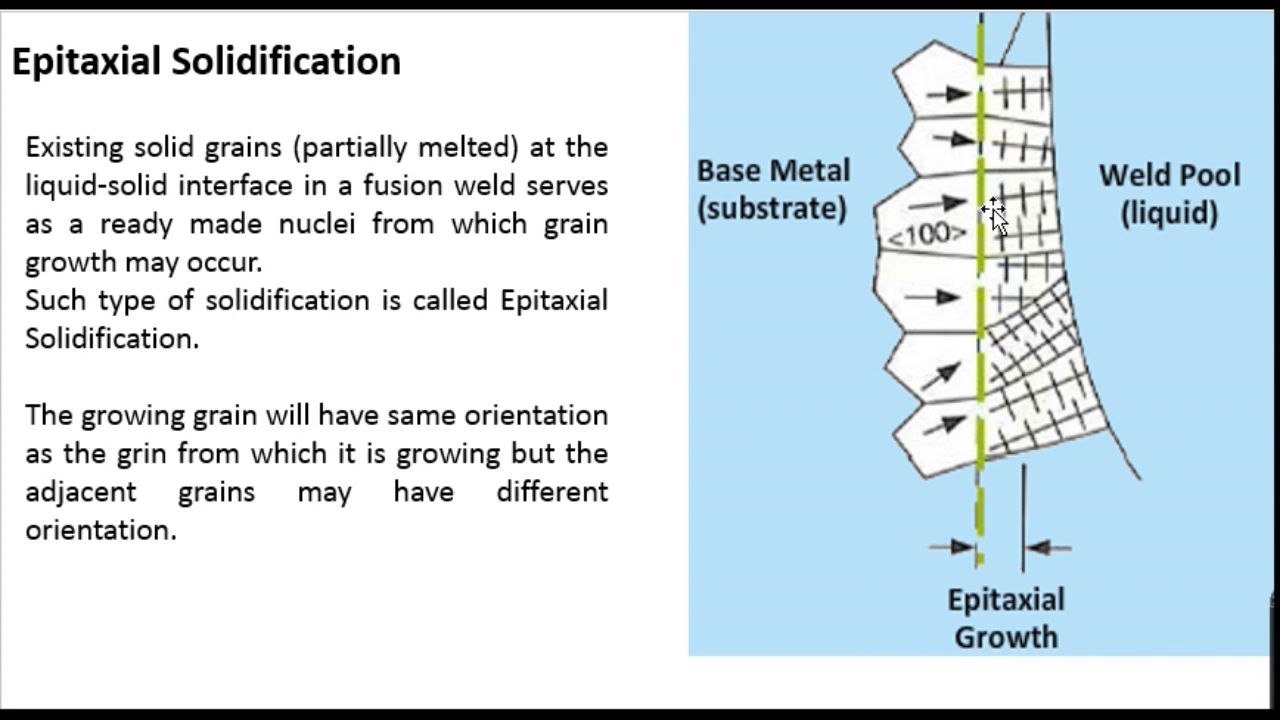 Epitaxial Solidification
Existing solid grains (partially melted) at the
liquid-solid interface in a fusion weld serves
as a ready made nuclei from which grain
growth may occur.
Such type of solidification is called Epitaxial
Solidification.
The growing grain will have same orientation
as the grin from which it is growing but the
adjacent grains may have different
orientation.
Base Metal
(substrate)
<100>
Weld Pool
(liquid)
Epitaxial
Growth